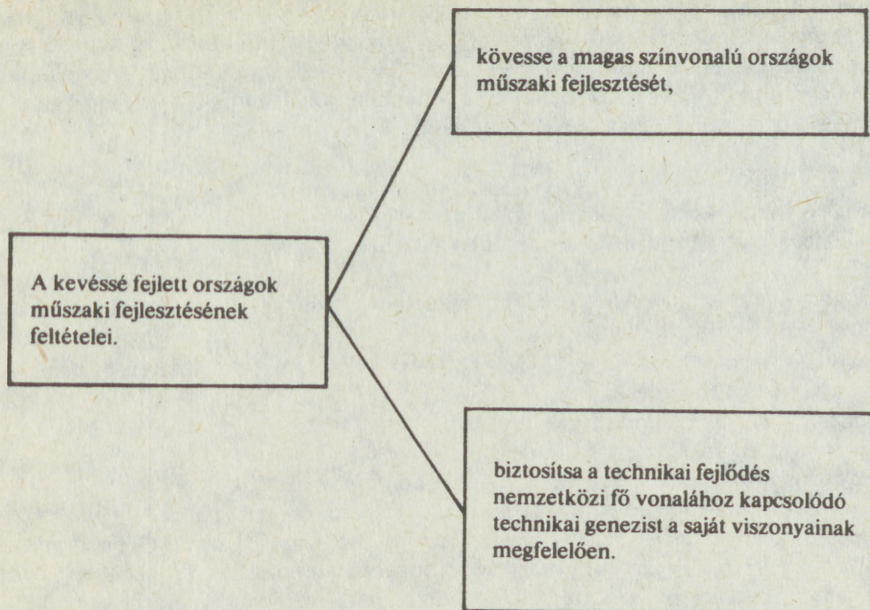 kövesse a magas színvonalú országok
műszaki fejlesztését,
A kevéssé fejlett országok
műszaki fejlesztésének
feltételei.
biztosítsa a technikai fejlődés
nemzetközi fő vonalához kapcsolódó
technikai genezist a saját viszonyainak
megfelelően.